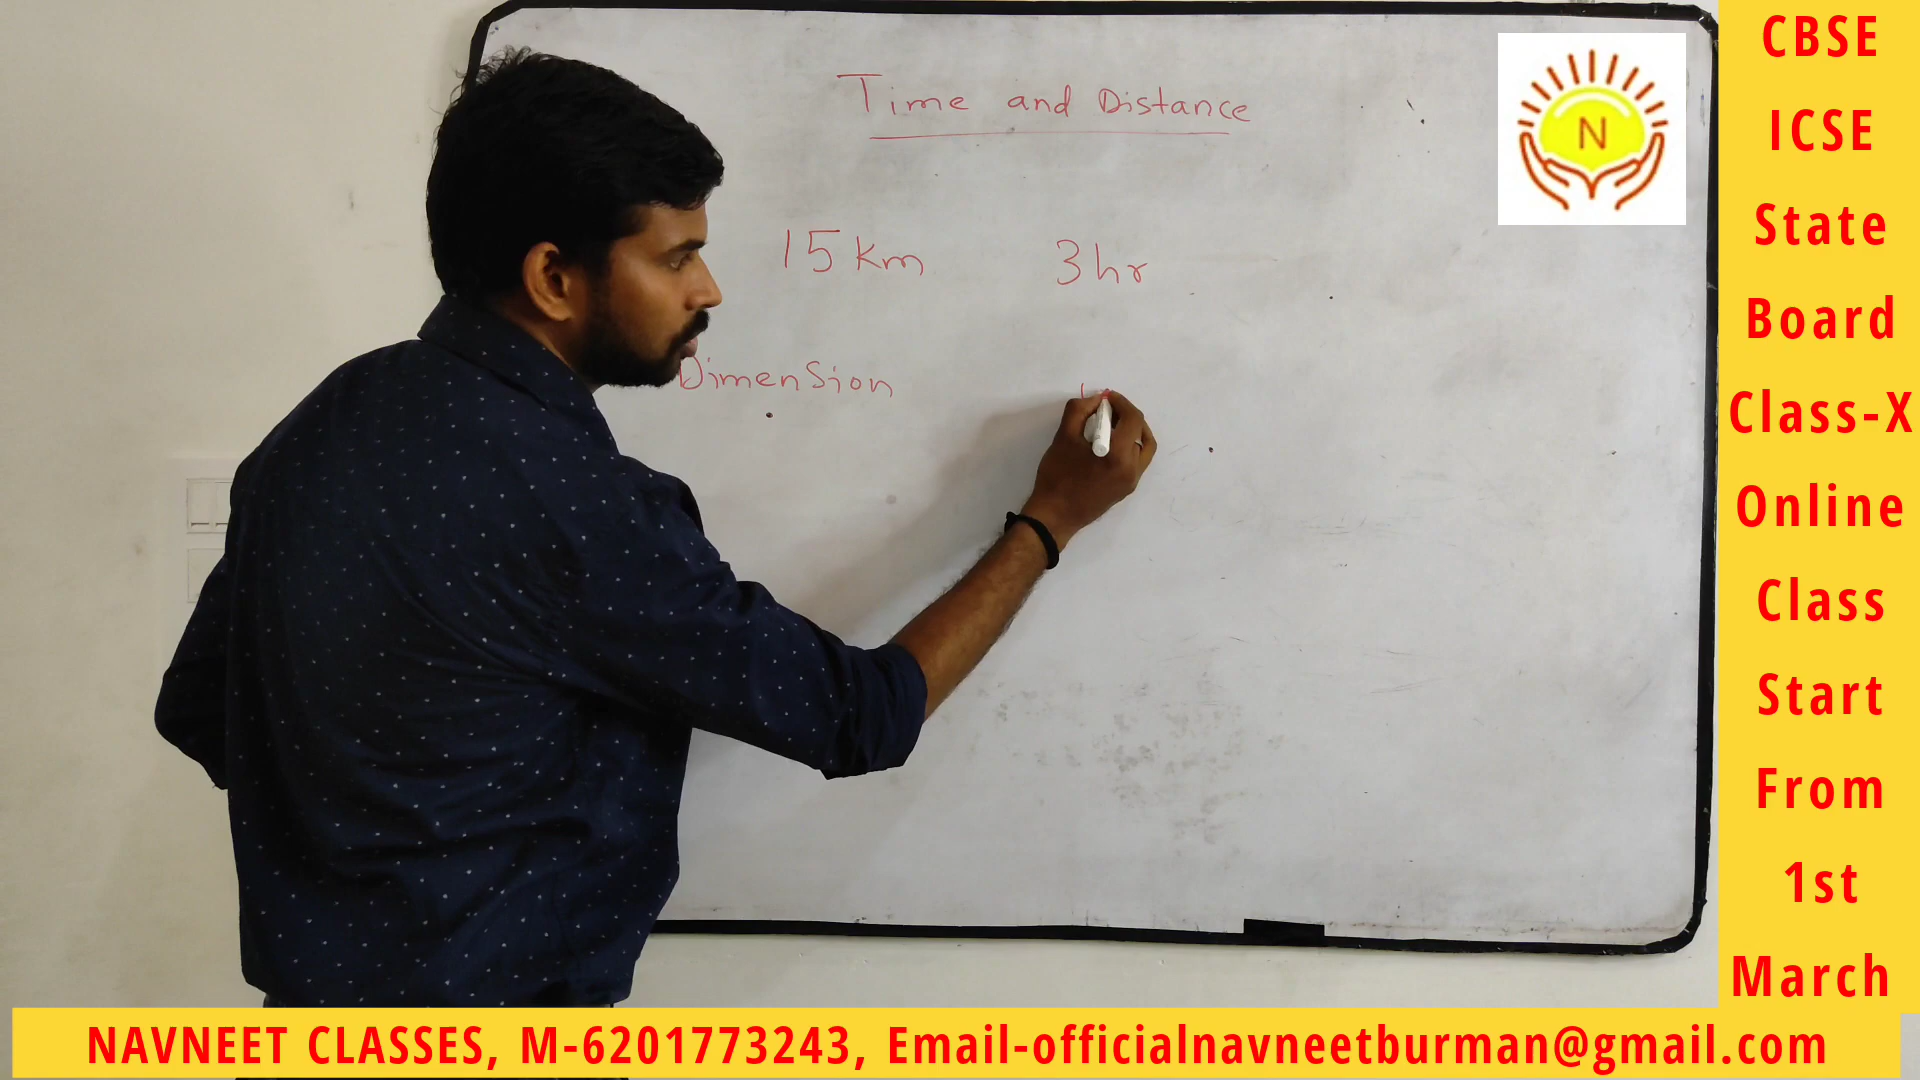 Time and Distance
15 km 3 hr
Dimension
N
CBSE
ICSE
State
Board
Class-X
Online
Class
Start
From
1st
March
NAVNEET CLASSES, M-6201773243, Email-officialnavneetburman@gmail.com